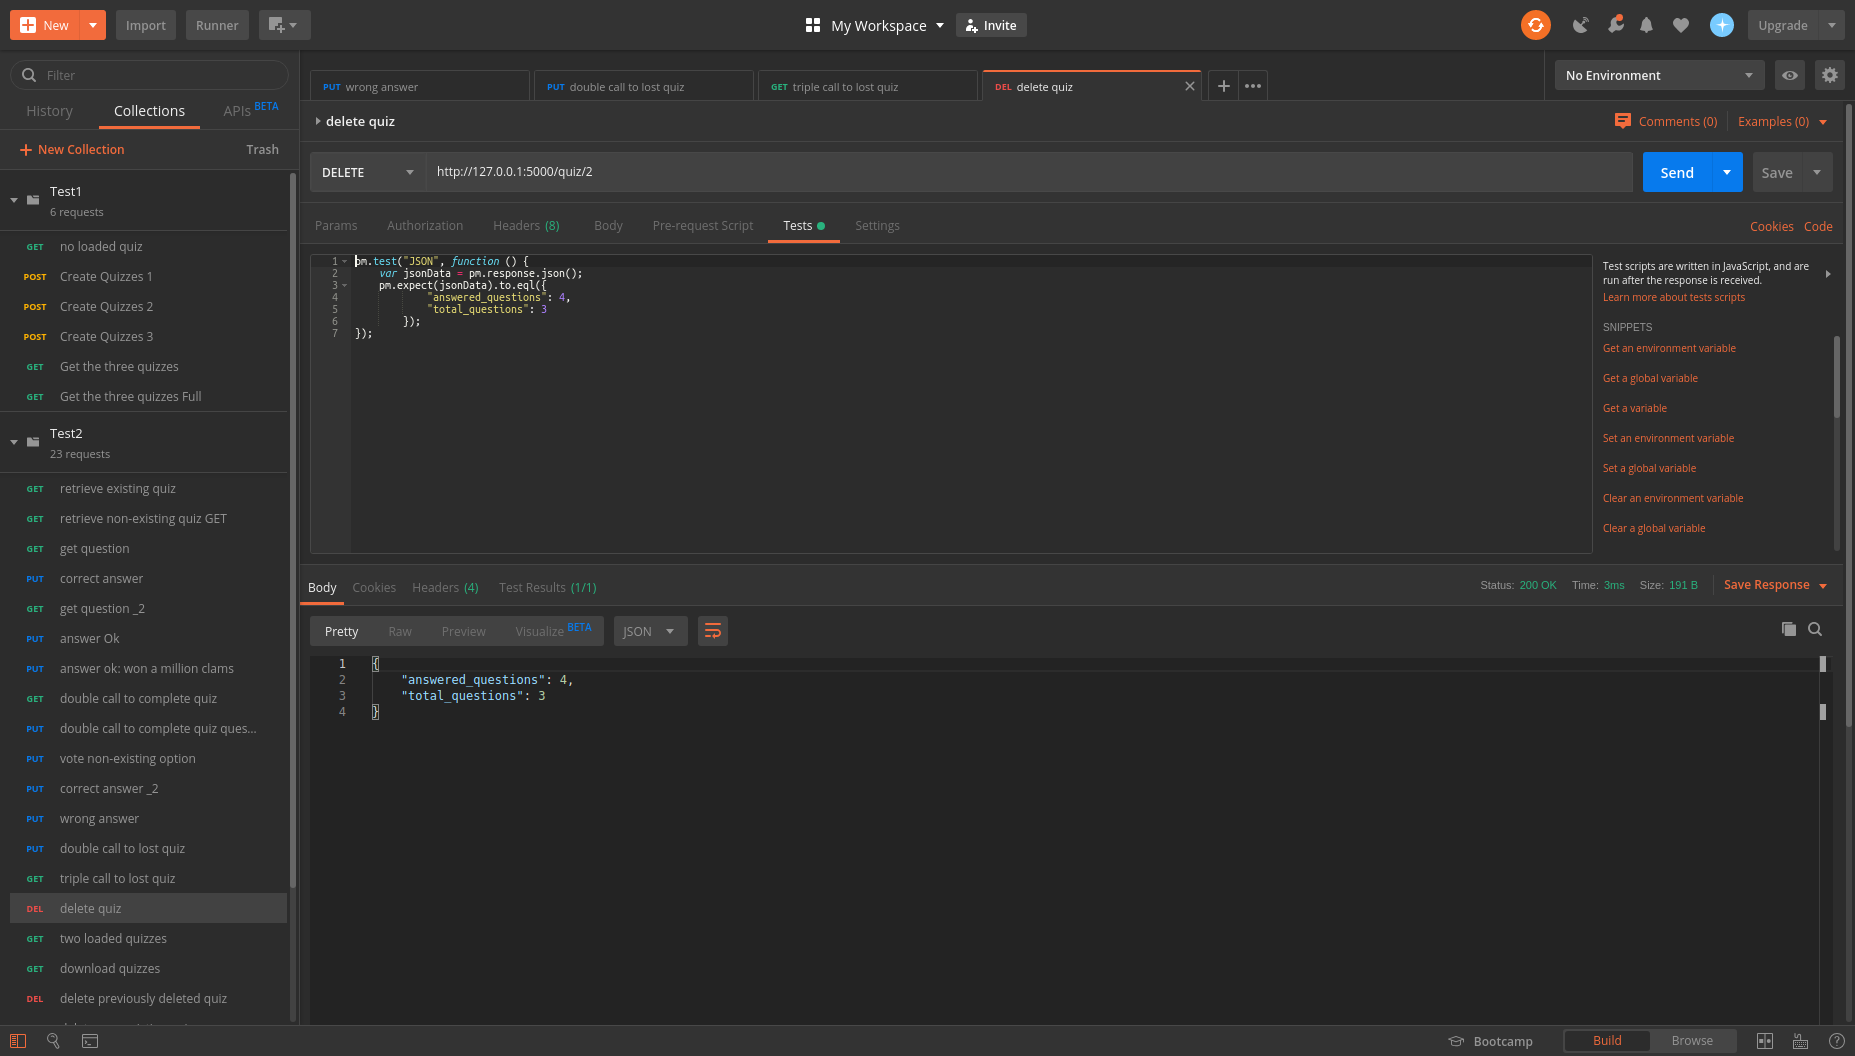 New
Import
Runner
My Workspace
Invite
Upgrade
Filter
History
Collections
APIs BETA
New Collection
Trash
Test1
6 requests
GET no loaded quiz
POST Create Quizzes 1
POST Create Quizzes 2
POST Create Quizzes 3
GET Get the three quizzes
GET Get the three quizzes Full
Test2
23 requests
GET retrieve existing quiz
GET retrieve non-existing quiz GET
GET get question
PUT correct answer
GET get question _2
PUT answer Ok
PUT answer ok: won a million clams
GET double call to complete quiz
PUT double call to complete quiz ques...
PUT vote non-existing option
PUT correct answer _2
PUT wrong answer
PUT double call to lost quiz
GET triple call to lost quiz
DEL delete quiz
GET two loaded quizzes
GET download quizzes
DEL delete previously deleted quiz
PUT wrong answer
PUT double call to lost quiz
GET triple call to lost quiz
DEL delete quiz
No Environment
delete quiz
Comments (0)
Examples (0)
DELETE
http://127.0.0.1:5000/quiz/2
Send
Save
Params
Authorization
Headers (8)
Body
Pre-request Script
Tests
Settings
Cookies
Code
1 pm.test("JSON", function () {
2 var jsonData = pm.response.json();
3 pm.expect(jsonData).to.eql({
4 "answered_questions": 4,
5 "total_questions": 3
6 });
7 });
Test scripts are written in JavaScript, and are
run after the response is received.
Learn more about tests scripts
SNIPPETS
Get an environment variable
Get a global variable
Get a variable
Set an environment variable
Set a global variable
Clear an environment variable
Clear a global variable
Body
Cookies
Headers (4)
Test Results (1/1)
Status: 200 OK
Time: 3ms
Size: 191 B
Save Response
Pretty
Raw
Preview
Visualize BETA
JSON
1 {
2 "answered_questions": 4,
3 "total_questions": 3
4 }
Bootcamp
Build
Browse